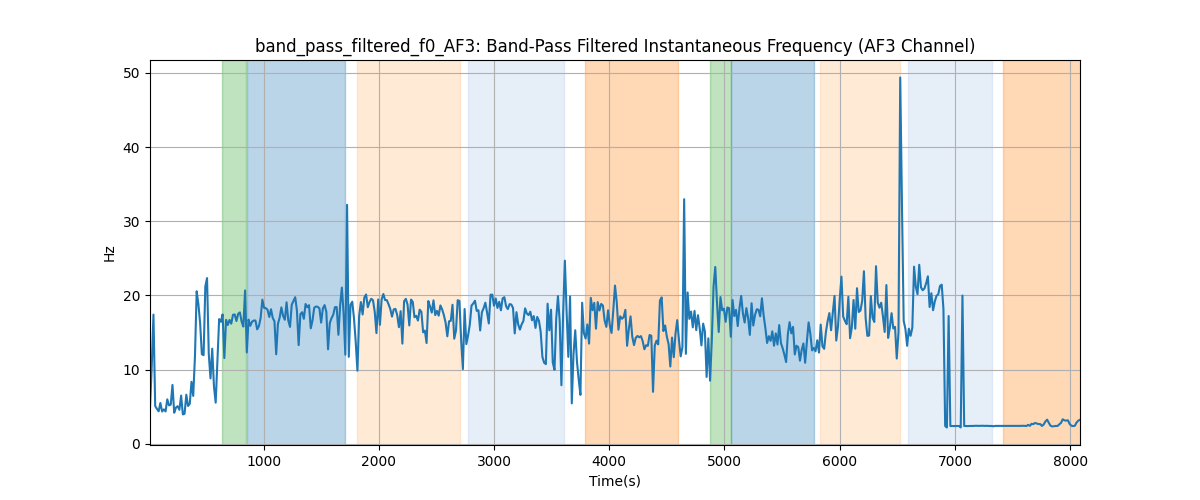 band_pass_filtered_f0_AF3: Band-Pass Filtered Instantaneous Frequency (AF3 Channel)
50
40
30
20
10
0
Hz
1000 2000 3000 4000 5000 6000 7000 8000
Time(s)